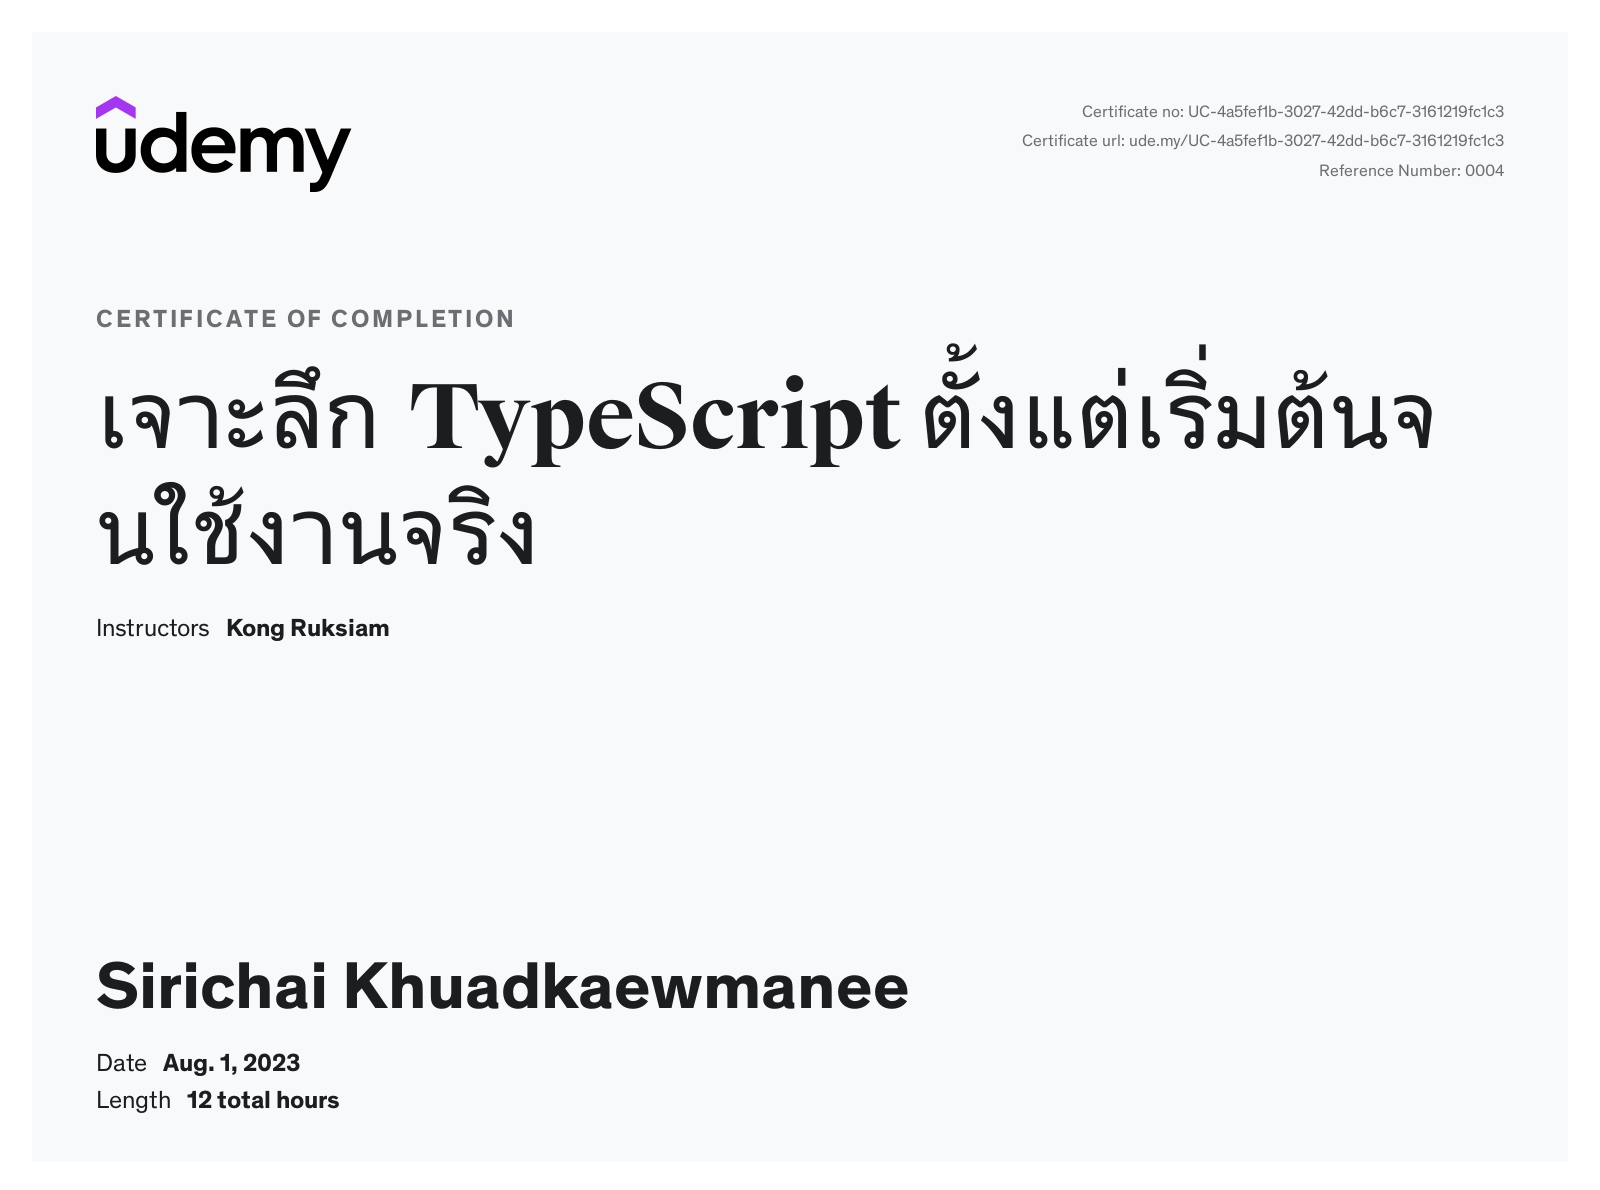 udemy
Certificate no: UC-4a5fef1b-3027-42dd-b6c7-3161219fc1c3
Certificate url: ude.my/UC-4a5fef1b-3027-42dd-b6c7-3161219fc1c3
Reference Number: 0004
CERTIFICATE OF COMPLETION
เจาะลึก TypeScript ตั้งแต่เริ่มต้นจ
นใช้งานจริง
Instructors Kong Ruksiam
Sirichai Khuadkaewmanee
Date Aug. 1, 2023
Length 12 total hours